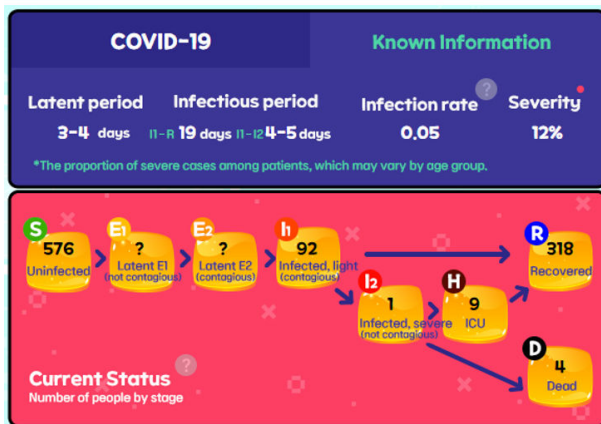 COVID-19
Known Information
?
Latent period
Infectious period
Infection rate
Severity
3-4 days
I1-R 19 days I1-I2 4-5 days
0.05
12%
*The proportion of severe cases among patients, which may vary by age group.
S
E1
E2
I1
R
576
?
?
92
318
Uninfected
Latent E1
(not contagious)
Latent E2
(contagious)
Infected, light
(contagious)
Recovered
I2
H
1
9
Infected, severe
(not contagious)
ICU
D
4
Dead
?
Current Status
Number of people by stage